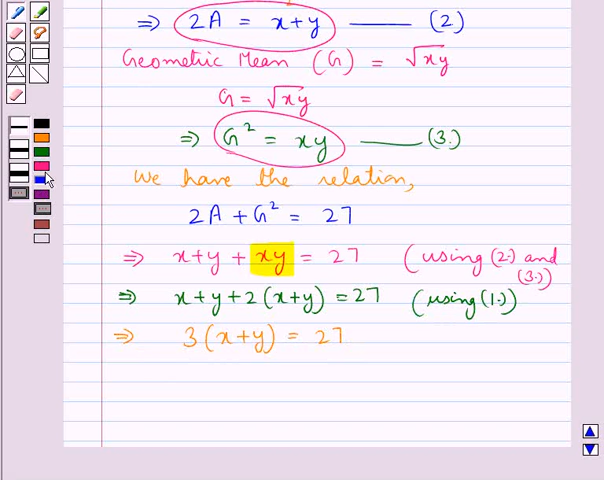 ⇒ 2A = x+y —— (2)
Geometric Mean (G) = √xy
G = √xy
⇒ G² = xy —— (3.)
We have the relation,
2A + G² = 27
⇒ x+y + xy = 27 (using (2.) and (3.))
⇒ x+y+2(x+y) = 27 (using (1.))
⇒ 3(x+y) = 27